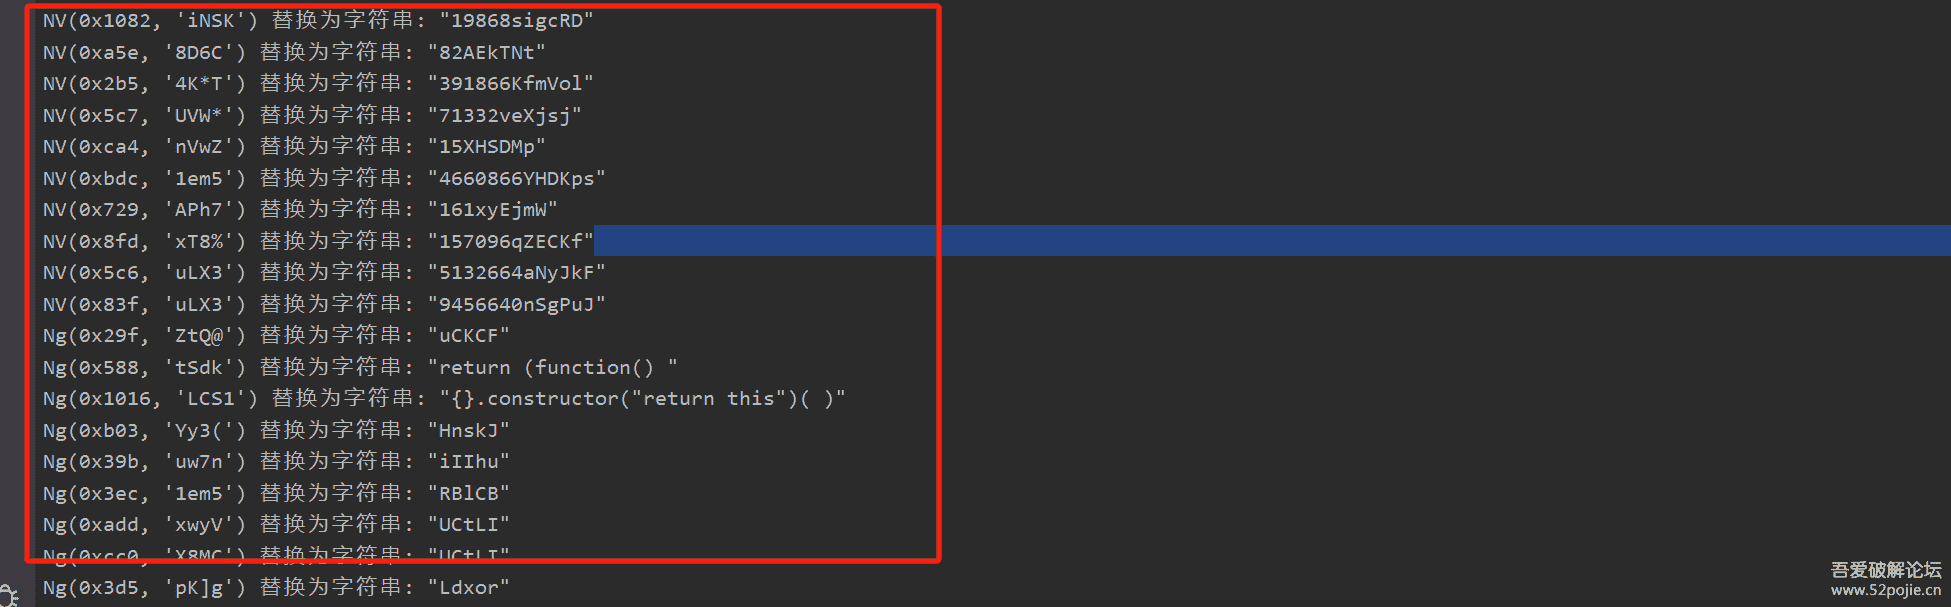 NV(0x1082, 'iNSK') 替换为字符串: "19868sigcRD"
NV(0xa5e, '8D6C') 替换为字符串: "82AEkTNt"
NV(0x2b5, '4K*T') 替换为字符串: "391866KfmVol"
NV(0x5c7, 'UVW*') 替换为字符串: "71332veXjsj"
NV(0xca4, 'nVwZ') 替换为字符串: "15XHSDMp"
NV(0xbdc, '1em5') 替换为字符串: "4660866YHDKps"
NV(0x729, 'APh7') 替换为字符串: "161xyEjmW"
NV(0x8fd, 'xT8%') 替换为字符串: "157096qZECKf"
NV(0x5c6, 'uLX3') 替换为字符串: "5132664aNyJkF"
NV(0x83f, 'uLX3') 替换为字符串: "9456640nSgPuJ"
Ng(0x29f, 'ZtQ@') 替换为字符串: "uCKCF"
Ng(0x588, 'tSdk') 替换为字符串: "return (function() "
Ng(0x1016, 'LCS1') 替换为字符串: "{}.constructor("return this")( )"
Ng(0xb03, 'Yy3(') 替换为字符串: "HnskJ"
Ng(0x39b, 'uw7n') 替换为字符串: "iIIhu"
Ng(0x3ec, '1em5') 替换为字符串: "RBlCB"
Ng(0xadd, 'xwyV') 替换为字符串: "UCtLI"
Ng(0xcc0, 'X8MC') 替换为字符串: "UCtLI"
Ng(0x3d5, 'pK]g') 替换为字符串: "Ldxor"
吾爱破解论坛
www.52pojie.cn